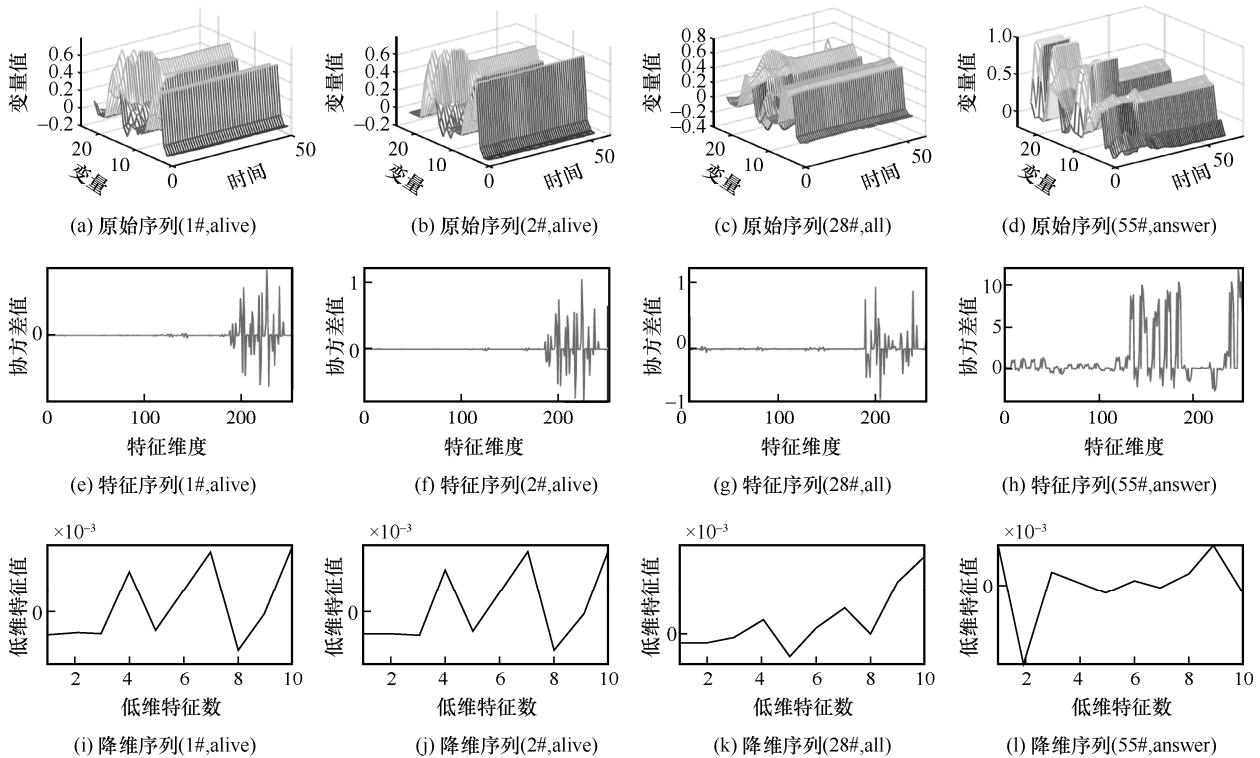 变量值
0.6
0.4
0.2
0
−0.2
20
10
0
50
变量
时间
(a) 原始序列(1#,alive)
变量值
0.6
0.4
0.2
0
−0.2
20
10
0
50
变量
时间
(b) 原始序列(2#,alive)
变量值
0.8
0.6
0.4
0.2
0
−0.2
−0.4
20
10
0
50
变量
时间
(c) 原始序列(28#,all)
变量值
1.0
0.5
0
20
10
0
50
变量
时间
(d) 原始序列(55#,answer)
协方差值
0
0 100 200
特征维度
(e) 特征序列(1#,alive)
协方差值
1
0
0 100 200
特征维度
(f) 特征序列(2#,alive)
协方差值
1
0
−1
0 100 200
特征维度
(g) 特征序列(28#,all)
协方差值
10
5
0
0 100 200
特征维度
(h) 特征序列(55#,answer)
×10−3
低维特征值
0
2 4 6 8 10
低维特征数
(i) 降维序列(1#,alive)
×10−3
低维特征值
0
2 4 6 8 10
低维特征数
(j) 降维序列(2#,alive)
×10−3
低维特征值
0
2 4 6 8 10
低维特征数
(k) 降维序列(28#,all)
×10−3
低维特征值
0
2 4 6 8 10
低维特征数
(l) 降维序列(55#,answer)